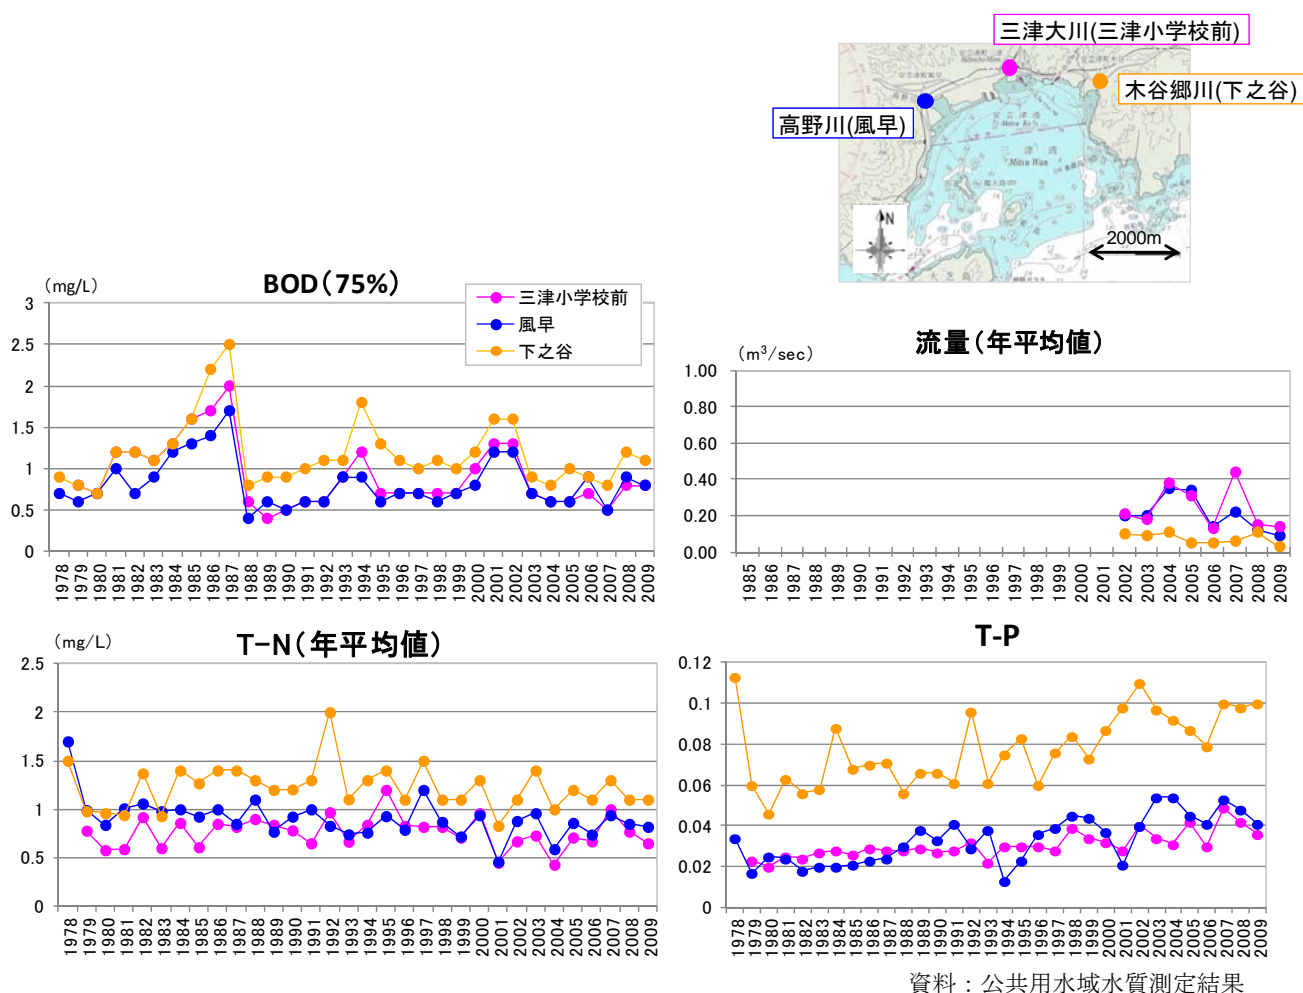 三津大川(三津小学校前)
木谷郷川(下之谷)
高野川(風早)
三津湾
Mitsu Wan
N
2000m
BOD(75%)
(mg/L)
三津小学校前
風早
下之谷
3
2.5
2
1.5
1
0.5
0
1978 1979 1980 1981 1982 1983 1984 1985 1986 1987 1988 1989 1990 1991 1992 1993 1994 1995 1996 1997 1998 1999 2000 2001 2002 2003 2004 2005 2006 2007 2008 2009
流量(年平均値)
(m³/sec)
1.00
0.80
0.60
0.40
0.20
0.00
1985 1986 1987 1988 1989 1990 1991 1992 1993 1994 1995 1996 1997 1998 1999 2000 2001 2002 2003 2004 2005 2006 2007 2008 2009
T-N(年平均値)
(mg/L)
2.5
2
1.5
1
0.5
0
1978 1979 1980 1981 1982 1983 1984 1985 1986 1987 1988 1989 1990 1991 1992 1993 1994 1995 1996 1997 1998 1999 2000 2001 2002 2003 2004 2005 2006 2007 2008 2009
T-P
0.12
0.1
0.08
0.06
0.04
0.02
0
1978 1979 1980 1981 1982 1983 1984 1985 1986 1987 1988 1989 1990 1991 1992 1993 1994 1995 1996 1997 1998 1999 2000 2001 2002 2003 2004 2005 2006 2007 2008 2009
資料：公共用水域水質測定結果